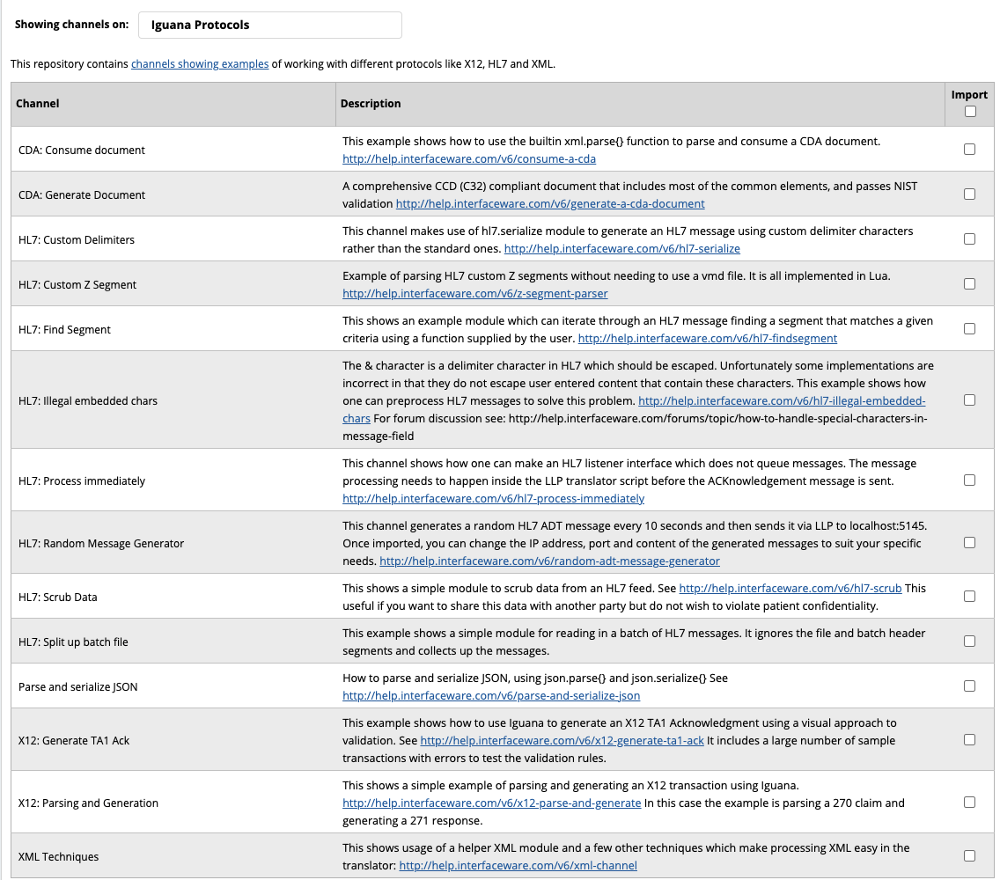 Showing channels on: Iguana Protocols
This repository contains channels showing examples of working with different protocols like X12, HL7 and XML.
Channel Description Import
CDA: Consume document
This example shows how to use the builtin xml.parse{} function to parse and consume a CDA document.
http://help.interfaceware.com/v6/consume-a-cda
CDA: Generate Document
A comprehensive CCD (C32) compliant document that includes most of the common elements, and passes NIST
validation http://help.interfaceware.com/v6/generate-a-cda-document
HL7: Custom Delimiters
This channel makes use of hl7.serialize module to generate an HL7 message using custom delimiter characters
rather than the standard ones. http://help.interfaceware.com/v6/hl7-serialize
HL7: Custom Z Segment
Example of parsing HL7 custom Z segments without needing to use a vmd file. It is all implemented in Lua.
http://help.interfaceware.com/v6/z-segment-parser
HL7: Find Segment
This shows an example module which can iterate through an HL7 message finding a segment that matches a given
criteria using a function supplied by the user. http://help.interfaceware.com/v6/hl7-findsegment
HL7: Illegal embedded chars
The & character is a delimiter character in HL7 which should be escaped. Unfortunately some implementations are
incorrect in that they do not escape user entered content that contain these characters. This example shows how
one can preprocess HL7 messages to solve this problem. http://help.interfaceware.com/v6/hl7-illegal-embedded-
chars For forum discussion see: http://help.interfaceware.com/forums/topic/how-to-handle-special-characters-in-
message-field
HL7: Process immediately
This channel shows how one can make an HL7 listener interface which does not queue messages. The message
processing needs to happen inside the LLP translator script before the ACKnowledgement message is sent.
http://help.interfaceware.com/v6/hl7-process-immediately
HL7: Random Message Generator
This channel generates a random HL7 ADT message every 10 seconds and then sends it via LLP to localhost:5145.
Once imported, you can change the IP address, port and content of the generated messages to suit your specific
needs. http://help.interfaceware.com/v6/random-adt-message-generator
HL7: Scrub Data
This shows a simple module to scrub data from an HL7 feed. See http://help.interfaceware.com/v6/hl7-scrub This
useful if you want to share this data with another party but do not wish to violate patient confidentiality.
HL7: Split up batch file
This example shows a simple module for reading in a batch of HL7 messages. It ignores the file and batch header
segments and collects up the messages.
Parse and serialize JSON
How to parse and serialize JSON, using json.parse{} and json.serialize{} See
http://help.interfaceware.com/v6/parse-and-serialize-json
X12: Generate TA1 Ack
This example shows how to use Iguana to generate an X12 TA1 Acknowledgment using a visual approach to
validation. See http://help.interfaceware.com/v6/x12-generate-ta1-ack It includes a large number of sample
transactions with errors to test the validation rules.
X12: Parsing and Generation
This shows a simple example of parsing and generating an X12 transaction using Iguana.
http://help.interfaceware.com/v6/x12-parse-and-generate In this case the example is parsing a 270 claim and
generating a 271 response.
XML Techniques
This shows usage of a helper XML module and a few other techniques which make processing XML easy in the
translator: http://help.interfaceware.com/v6/xml-channel